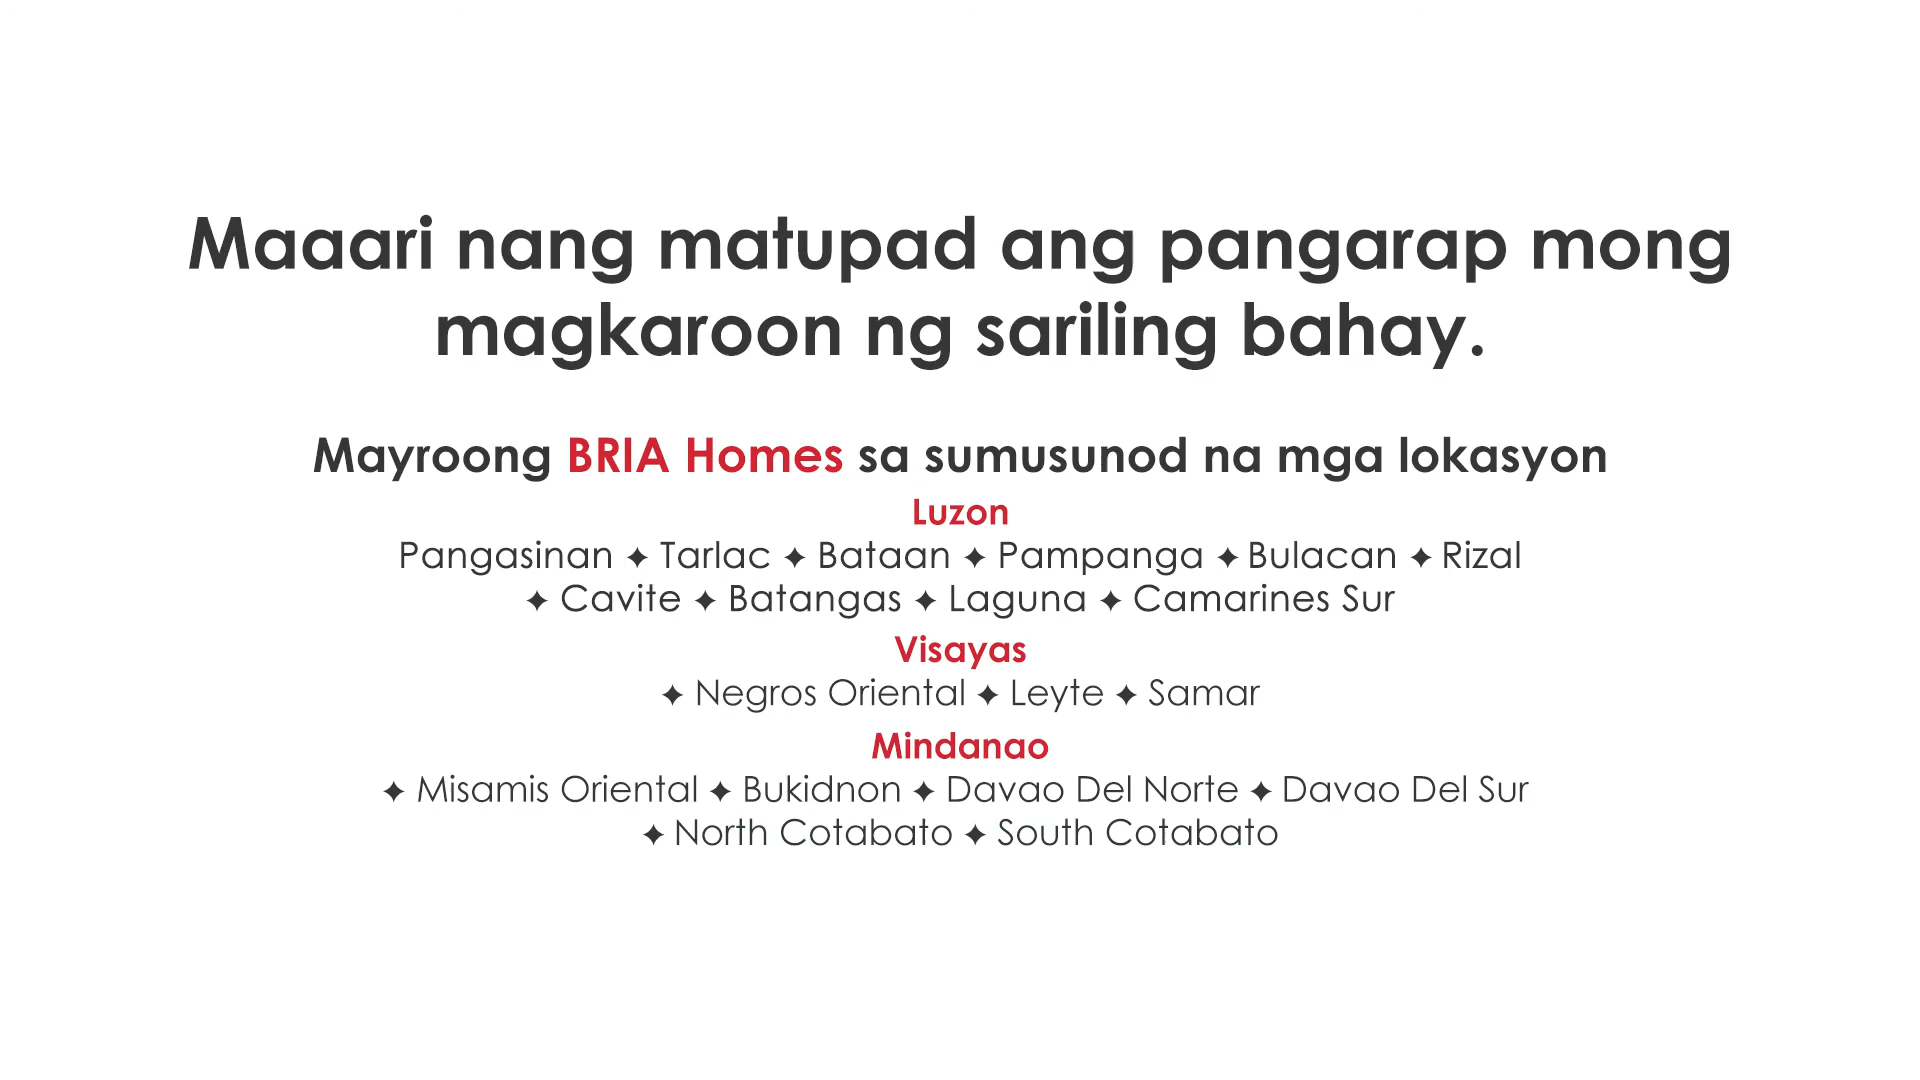 Maaari nang matupad ang pangarap mong
magkaroon ng sariling bahay.
Mayroong BRIA Homes sa sumusunod na mga lokasyon
Luzon
Pangasinan ✦ Tarlac ✦ Bataan ✦ Pampanga ✦ Bulacan ✦ Rizal
✦ Cavite ✦ Batangas ✦ Laguna ✦ Camarines Sur
Visayas
✦ Negros Oriental ✦ Leyte ✦ Samar
Mindanao
✦ Misamis Oriental ✦ Bukidnon ✦ Davao Del Norte ✦ Davao Del Sur
✦ North Cotabato ✦ South Cotabato